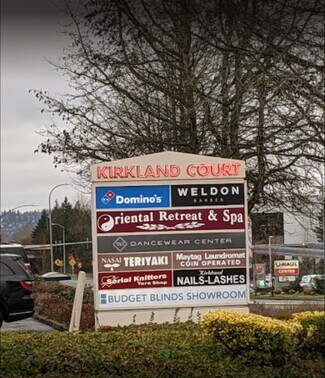 KIRKLAND COURT
Domino's WELDON
BARBER
Oriental Retreat & Spa
DANCEWEAR CENTER
NASAI TERIYAKI Maytag Laundromat
COIN OPERATED
Serial Knitters Kirkland
Yarn Shop NAILS-LASHES
BUDGET BLINDS SHOWROOM
CENTER